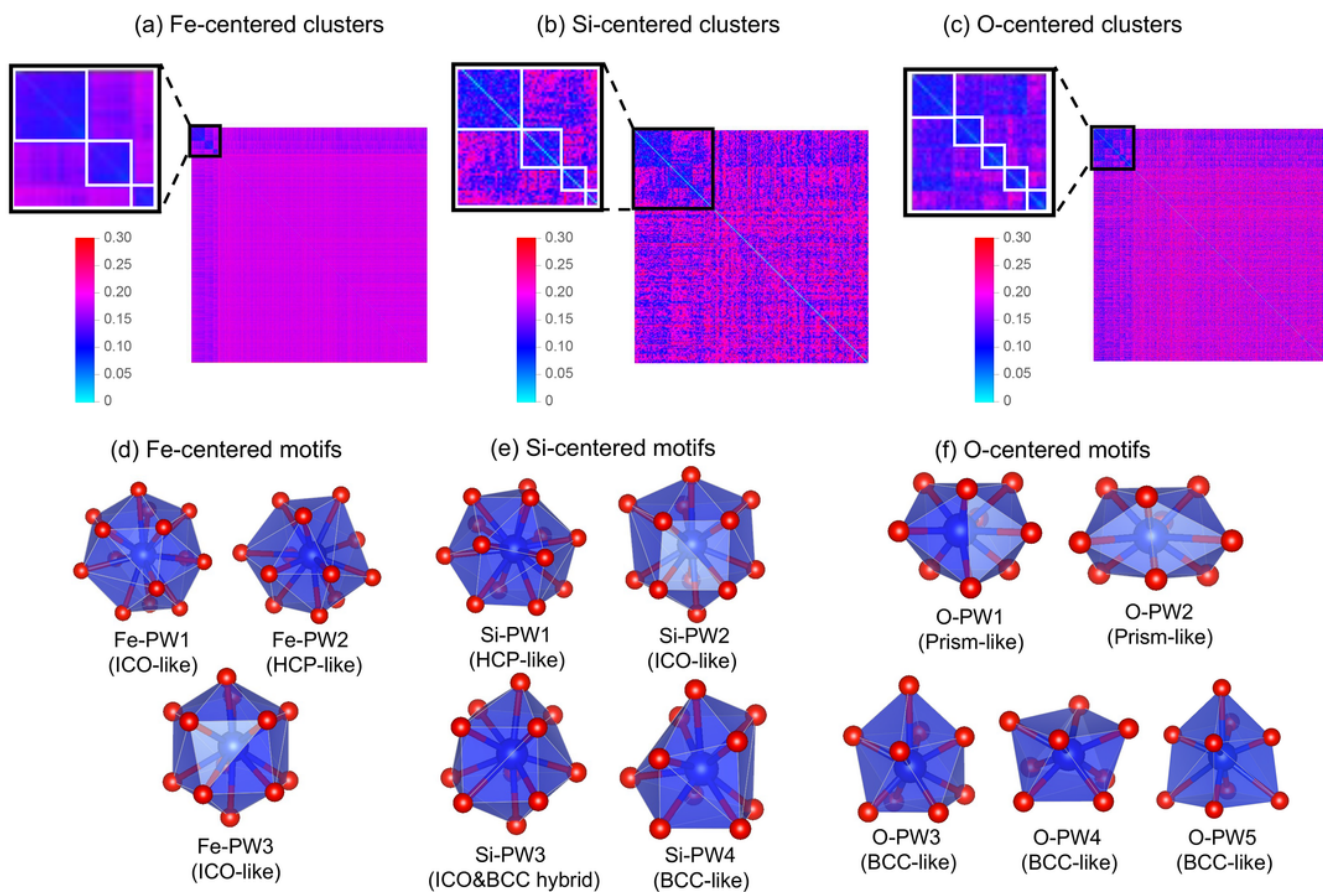 (a) Fe-centered clusters
(b) Si-centered clusters
(c) O-centered clusters
0.30
0.25
0.20
0.15
0.10
0.05
0
0.30
0.25
0.20
0.15
0.10
0.05
0
0.30
0.25
0.20
0.15
0.10
0.05
0
(d) Fe-centered motifs
(e) Si-centered motifs
(f) O-centered motifs
Fe-PW1
(ICO-like)
Fe-PW2
(HCP-like)
Fe-PW3
(ICO-like)
Si-PW1
(HCP-like)
Si-PW2
(ICO-like)
Si-PW3
(ICO&BCC hybrid)
Si-PW4
(BCC-like)
O-PW1
(Prism-like)
O-PW2
(Prism-like)
O-PW3
(BCC-like)
O-PW4
(BCC-like)
O-PW5
(BCC-like)